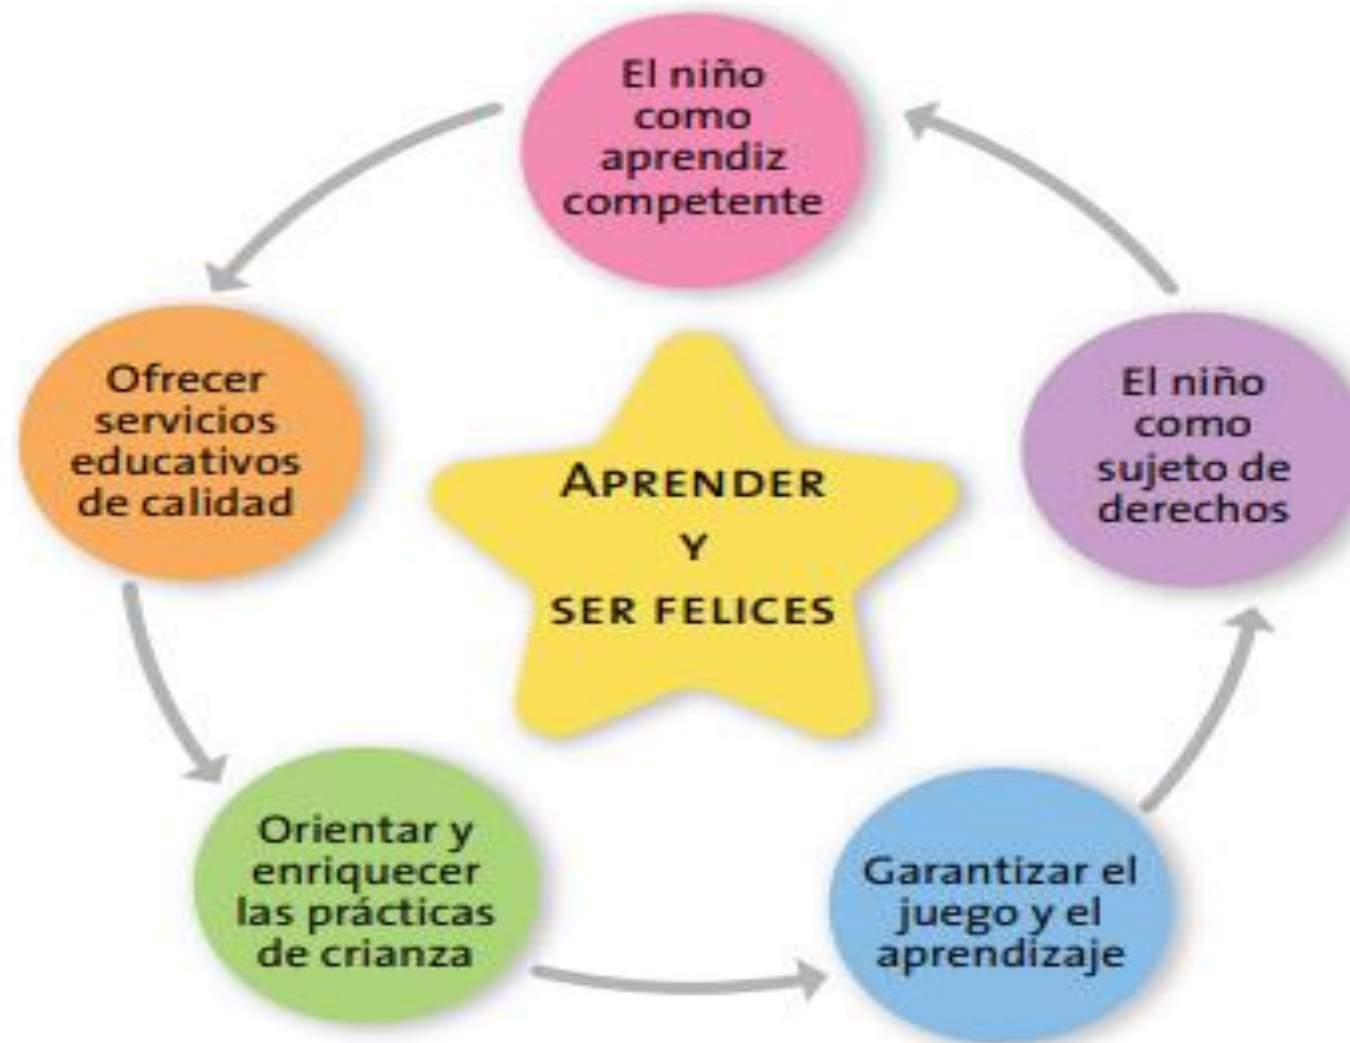 El niño
como
aprendiz
competente
Ofrecer
servicios
educativos
de calidad
APRENDER
Y
SER FELICES
El niño
como
sujeto de
derechos
Orientar y
enriquecer
las prácticas
de crianza
Garantizar el
juego y el
aprendizaje